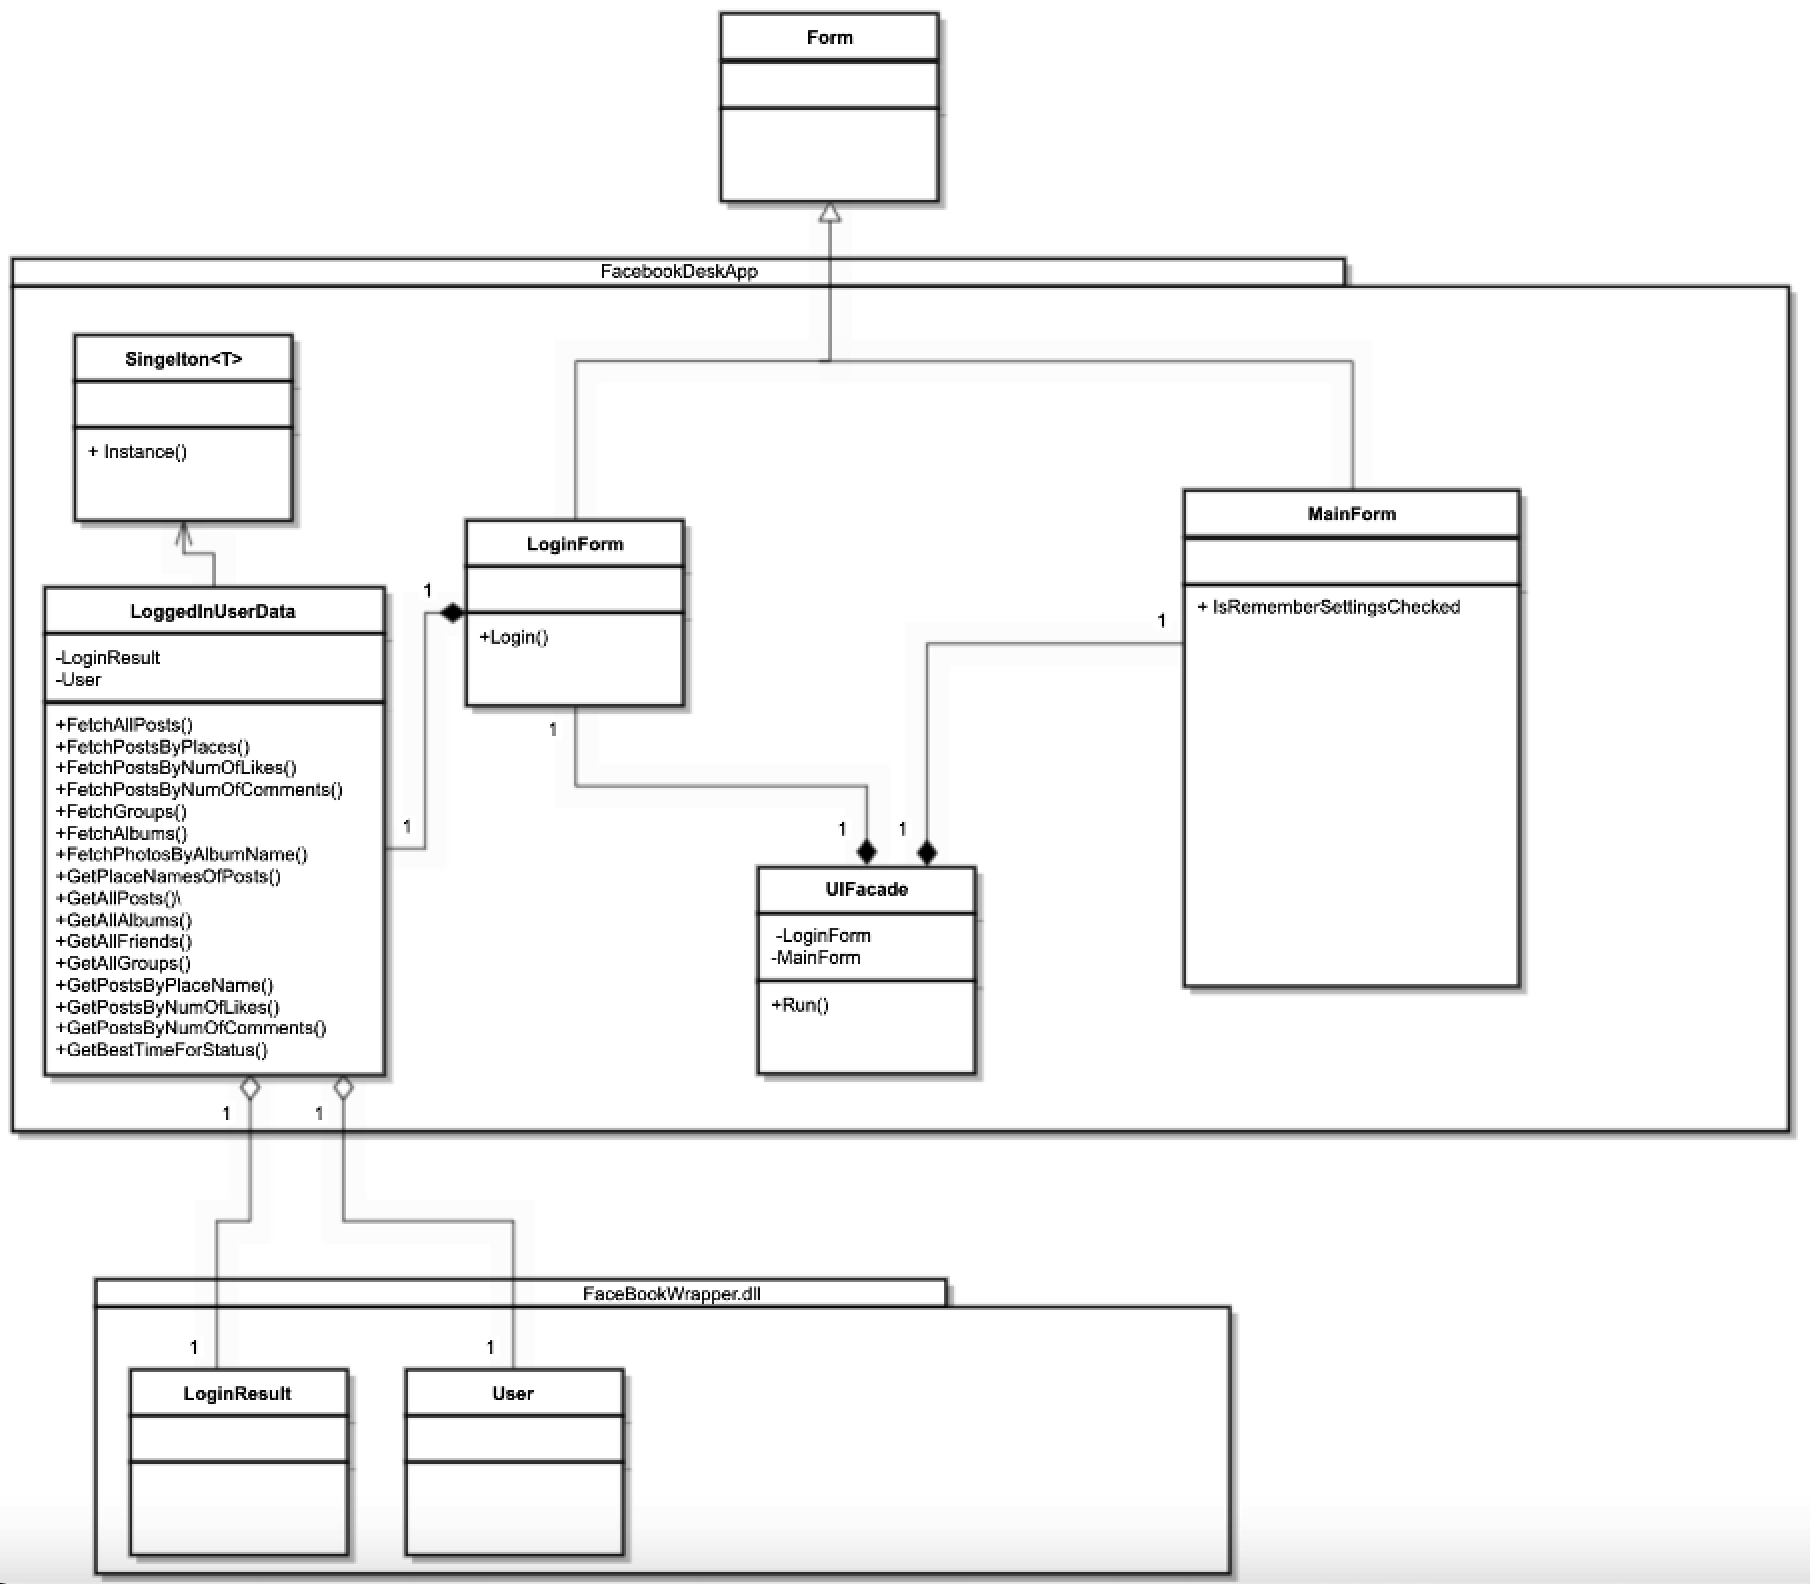 Form
FacebookDeskApp
Singelton<T>
+ Instance()
LoginForm
+Login()
1
MainForm
+ IsRememberSettingsChecked
1
LoggedInUserData
-LoginResult
-User
+FetchAllPosts()
+FetchPostsByPlaces()
+FetchPostsByNumOfLikes()
+FetchPostsByNumOfComments()
+FetchGroups()
+FetchAlbums()
+FetchPhotosByAlbumName()
+GetPlaceNamesOfPosts()
+GetAllPosts()\
+GetAllAlbums()
+GetAllFriends()
+GetAllGroups()
+GetPostsByPlaceName()
+GetPostsByNumOfLikes()
+GetPostsByNumOfComments()
+GetBestTimeForStatus()
1
1
1
1
UIFacade
-LoginForm
-MainForm
+Run()
1
1
FaceBookWrapper.dll
1
1
LoginResult
User